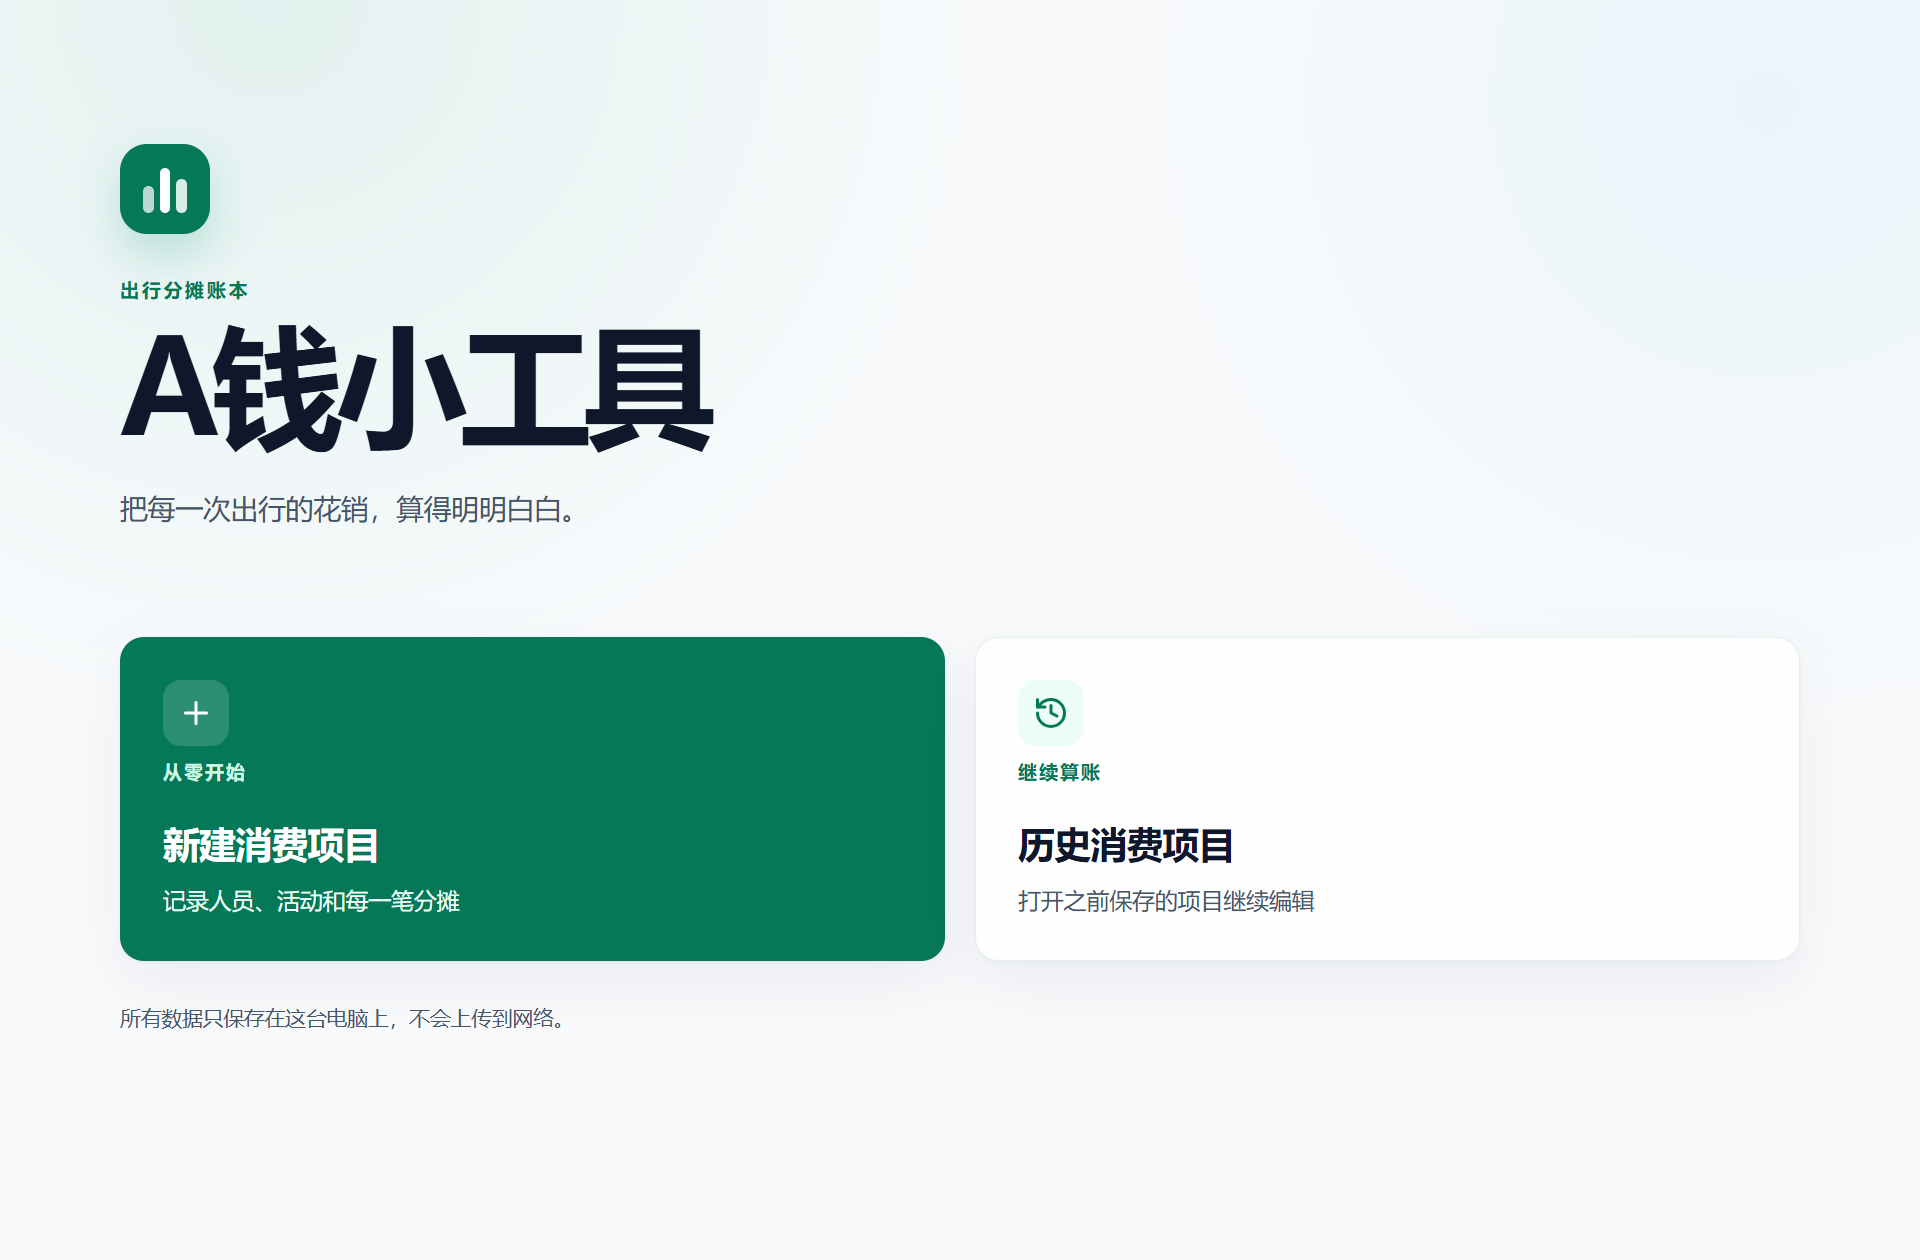 出行分摊账本
A钱小工具
把每一次出行的花销，算得明明白白。
从零开始
新建消费项目
记录人员、活动和每一笔分摊
继续算账
历史消费项目
打开之前保存的项目继续编辑
所有数据只保存在这台电脑上，不会上传到网络。